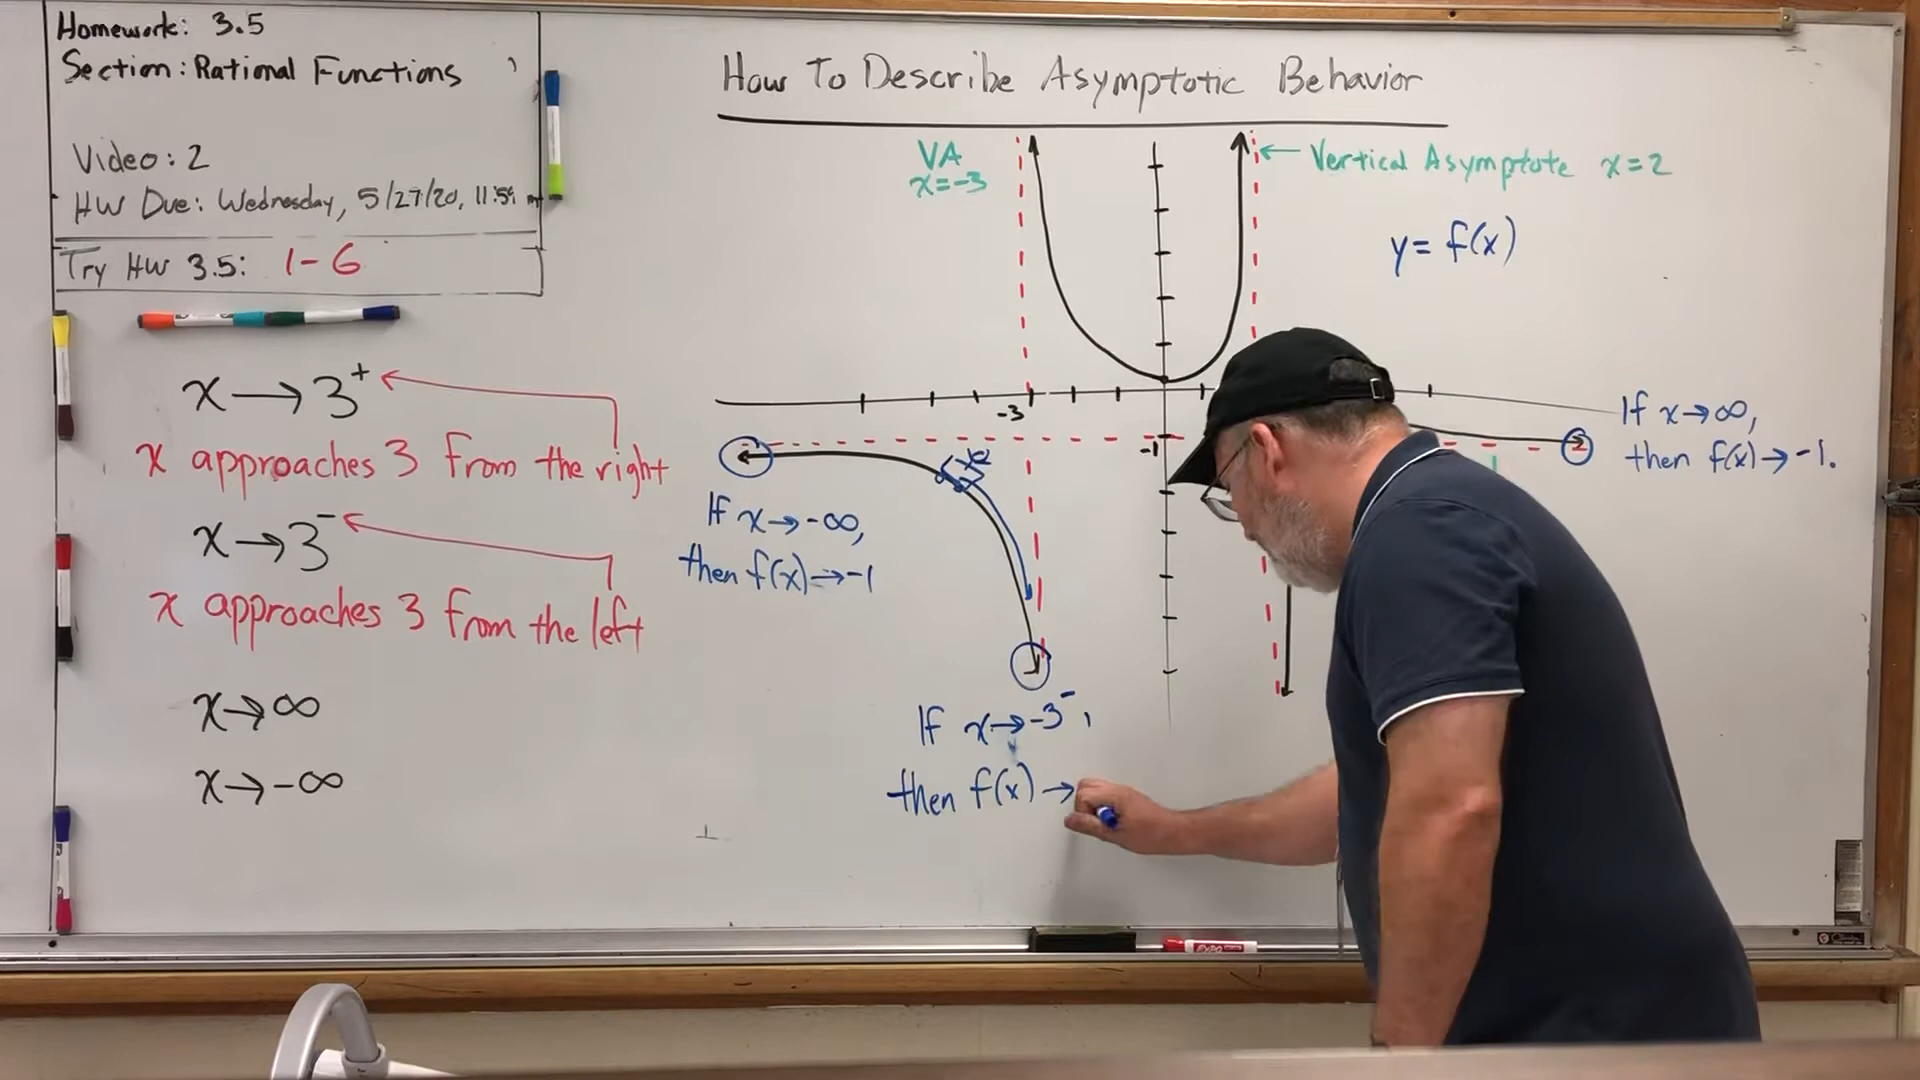 Homework: 3.5
Section: Rational Functions
Video: 2
HW Due: Wednesday, 5/27/20, 11:59
Try HW 3.5: 1-6
x → 3⁺
x approaches 3 from the right
x → 3⁻
x approaches 3 from the left
x → ∞
x → -∞
How To Describe Asymptotic Behavior
VA
x=-3
← Vertical Asymptote x=2
y= f(x)
-3
-1
If x → ∞,
then f(x) → -1.
If x → -∞,
then f(x) → -1
If x → -3⁻,
then f(x) →